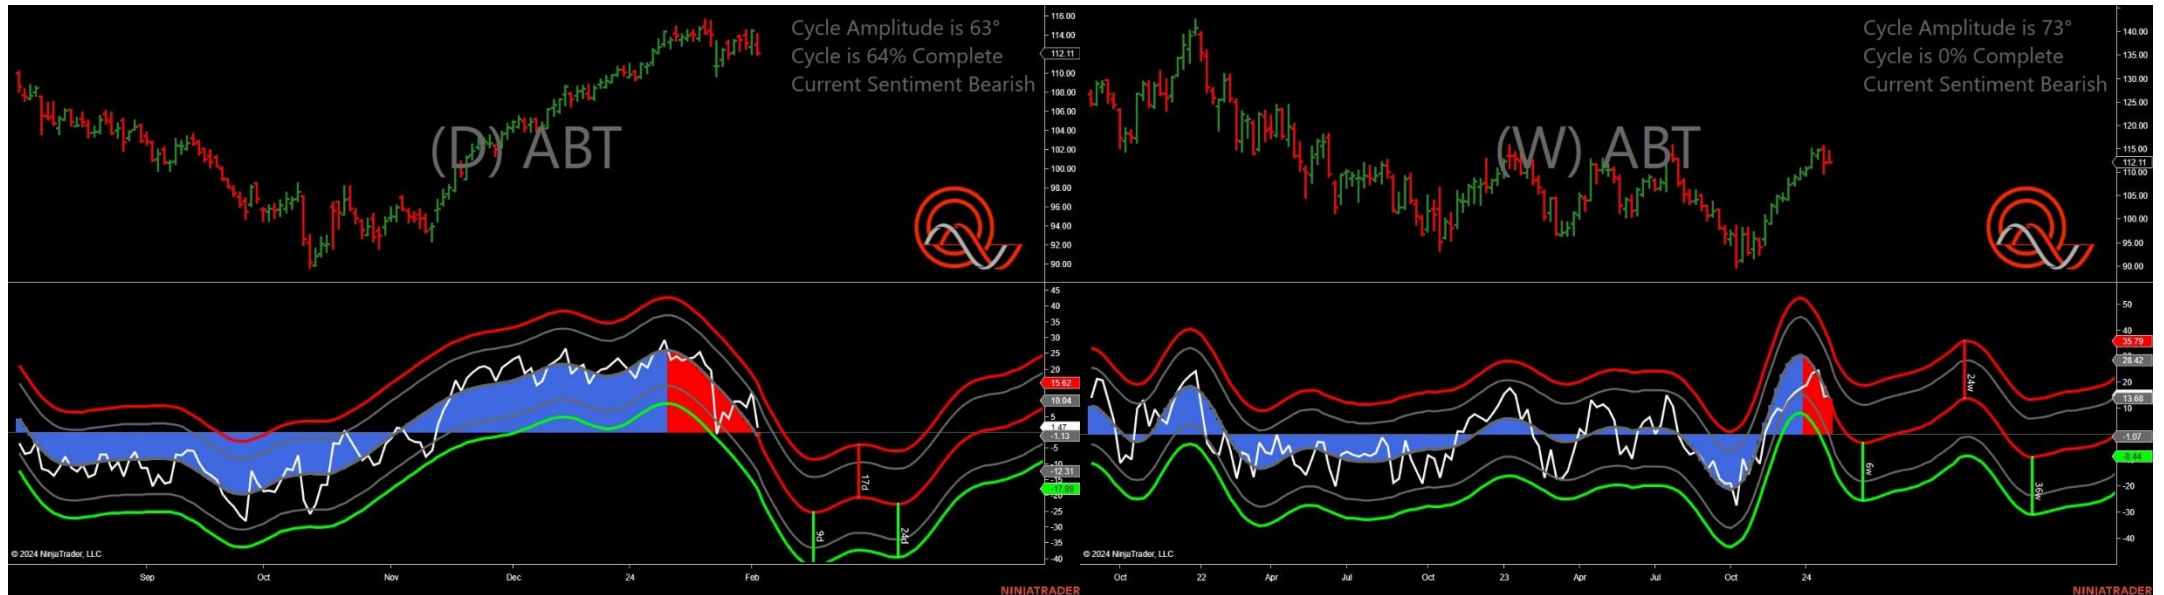 Cycle Amplitude is 63°
Cycle is 64% Complete
Current Sentiment Bearish
(D) ABT
116.00
114.00
112.11
110.00
108.00
106.00
104.00
102.00
100.00
98.00
96.00
94.00
92.00
90.00
45
40
35
30
25
20
15.62
10.04
5
1.47
-1.13
-5
-12.31
-17.89
-25
-30
-35
-40
17d
9d
24d
© 2024 NinjaTrader, LLC
Sep Oct Nov Dec 24 Feb
NINJATRADER
Cycle Amplitude is 73°
Cycle is 0% Complete
Current Sentiment Bearish
(W) ABT
140.00
135.00
130.00
125.00
120.00
115.00
112.11
110.00
105.00
100.00
95.00
90.00
50
40
35.79
28.42
20
13.68
10
-1.07
-8.44
-20
-30
-40
24w
6w
36w
© 2024 NinjaTrader, LLC
Oct 22 Apr Jul Oct 23 Apr Jul Oct 24
NINJATRADER